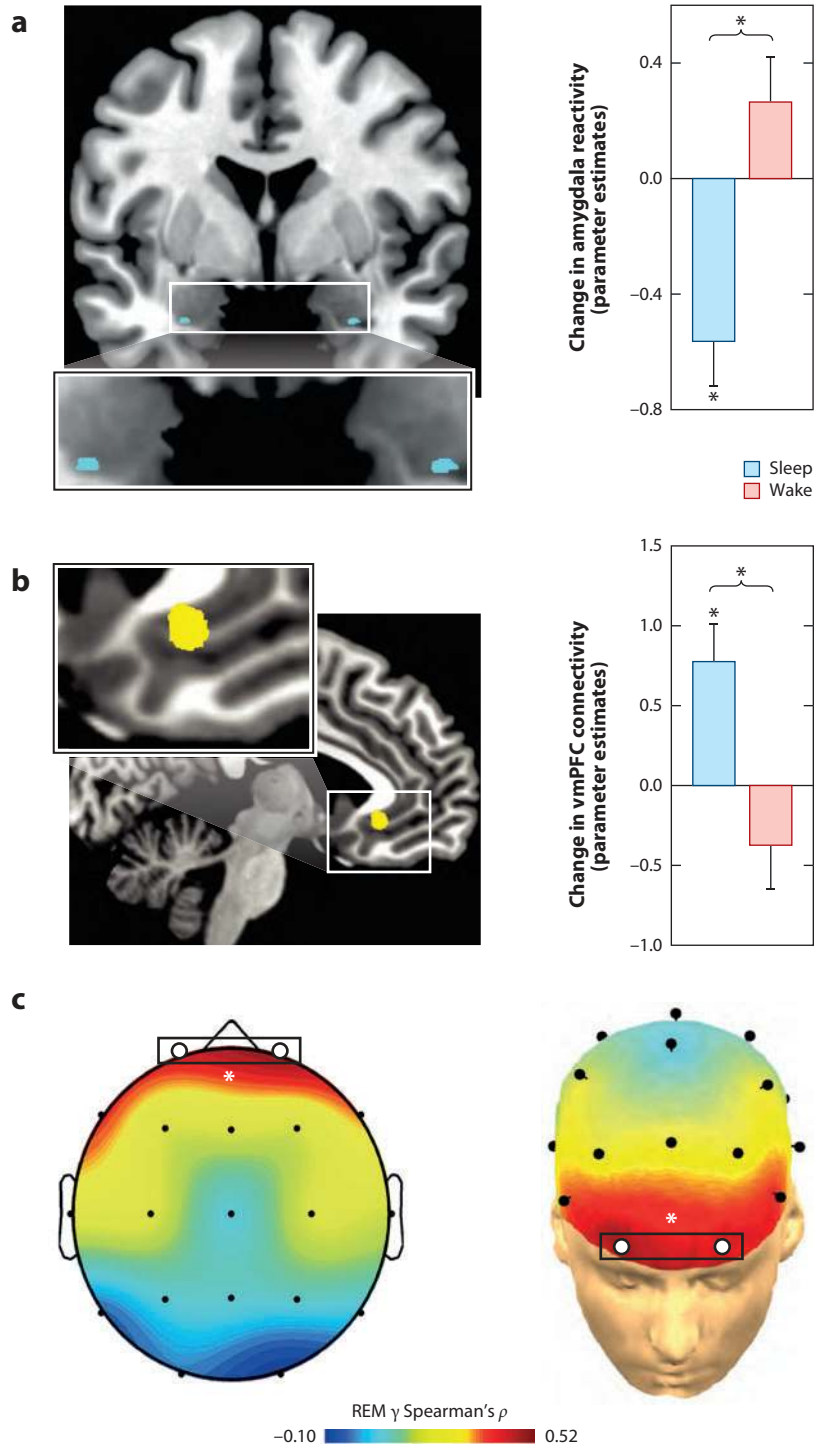 a
*
0.4
0.0
−0.4
−0.8
*
Change in amygdala reactivity
(parameter estimates)
Sleep
Wake
b
1.5
1.0
0.5
0.0
−0.5
−1.0
*
*
Change in vmPFC connectivity
(parameter estimates)
c
*
*
REM γ Spearman's ρ
−0.10
0.52